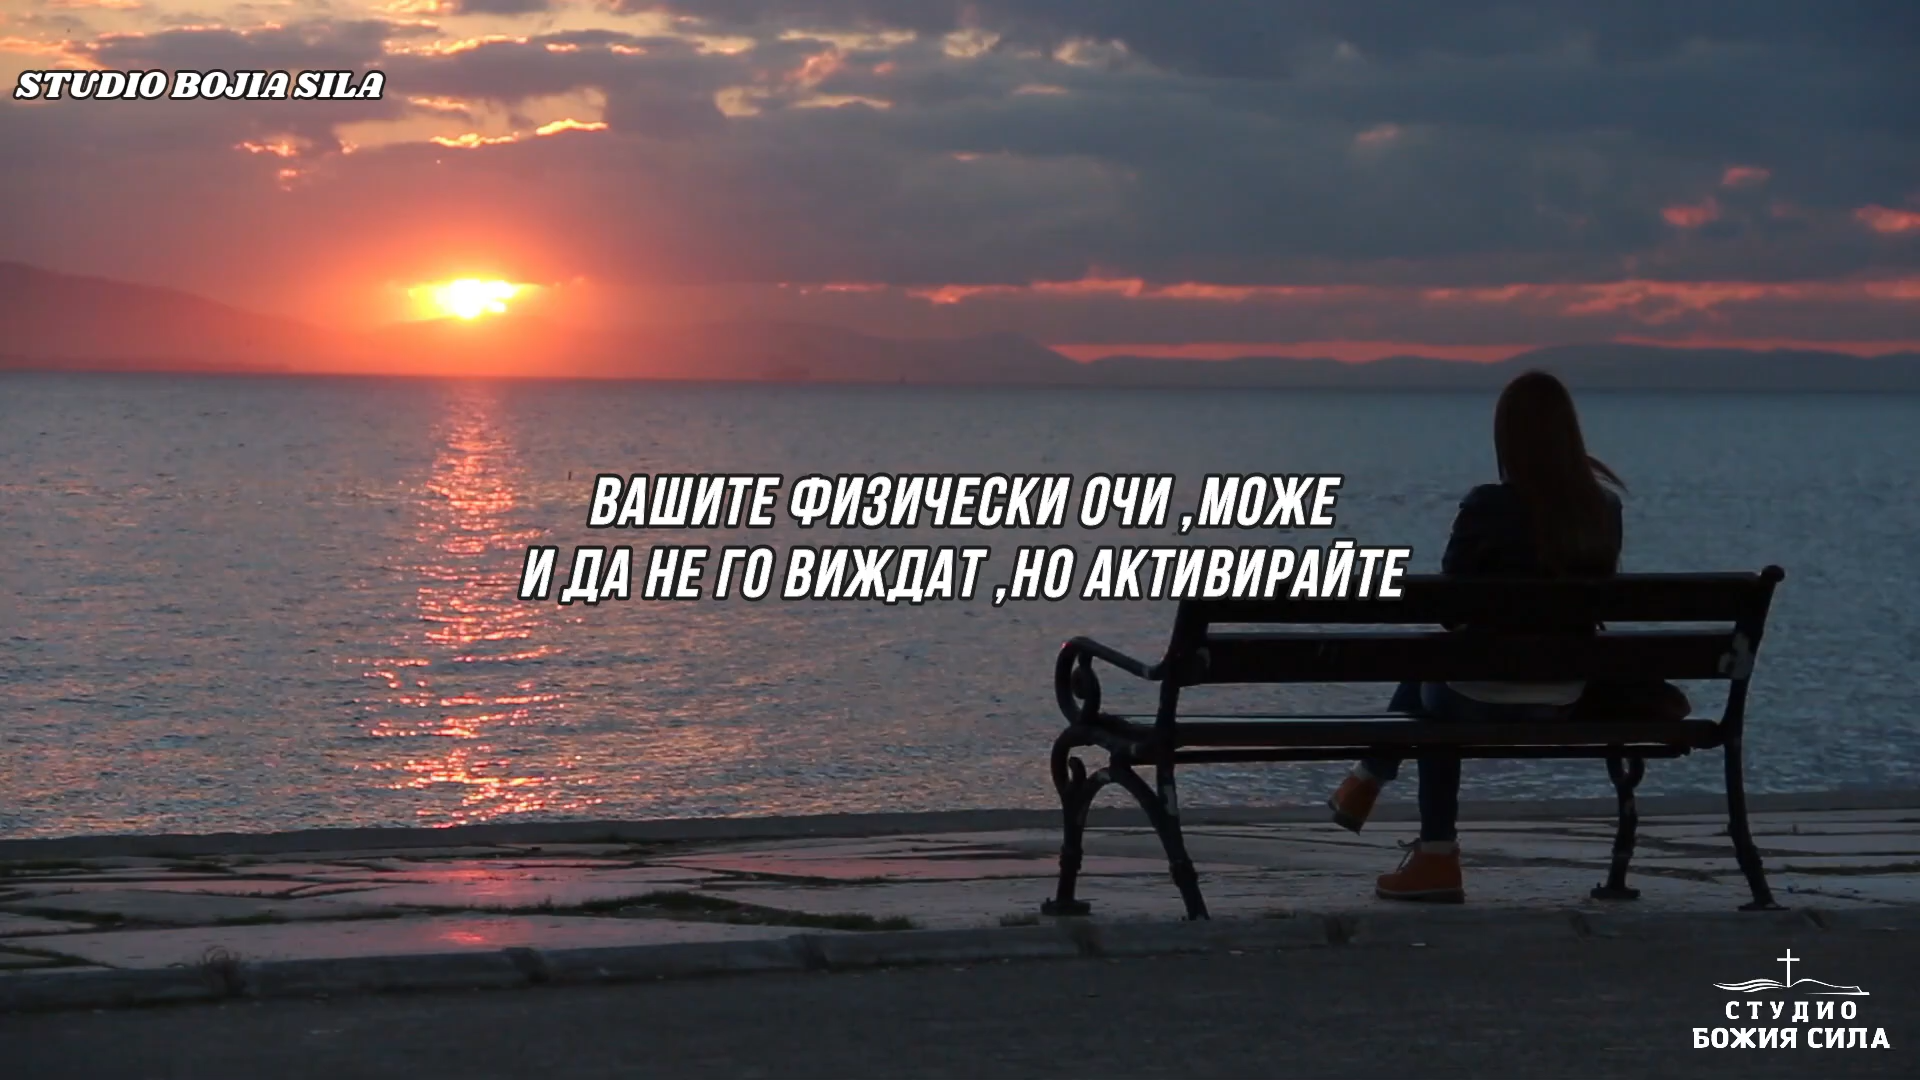 STUDIO BOJIA SILA
ВАШИТЕ ФИЗИЧЕСКИ ОЧИ ,МОЖЕ
И ДА НЕ ГО ВИЖДАТ ,НО АКТИВИРАЙТЕ
СТУДИО
БОЖИЯ СИЛА